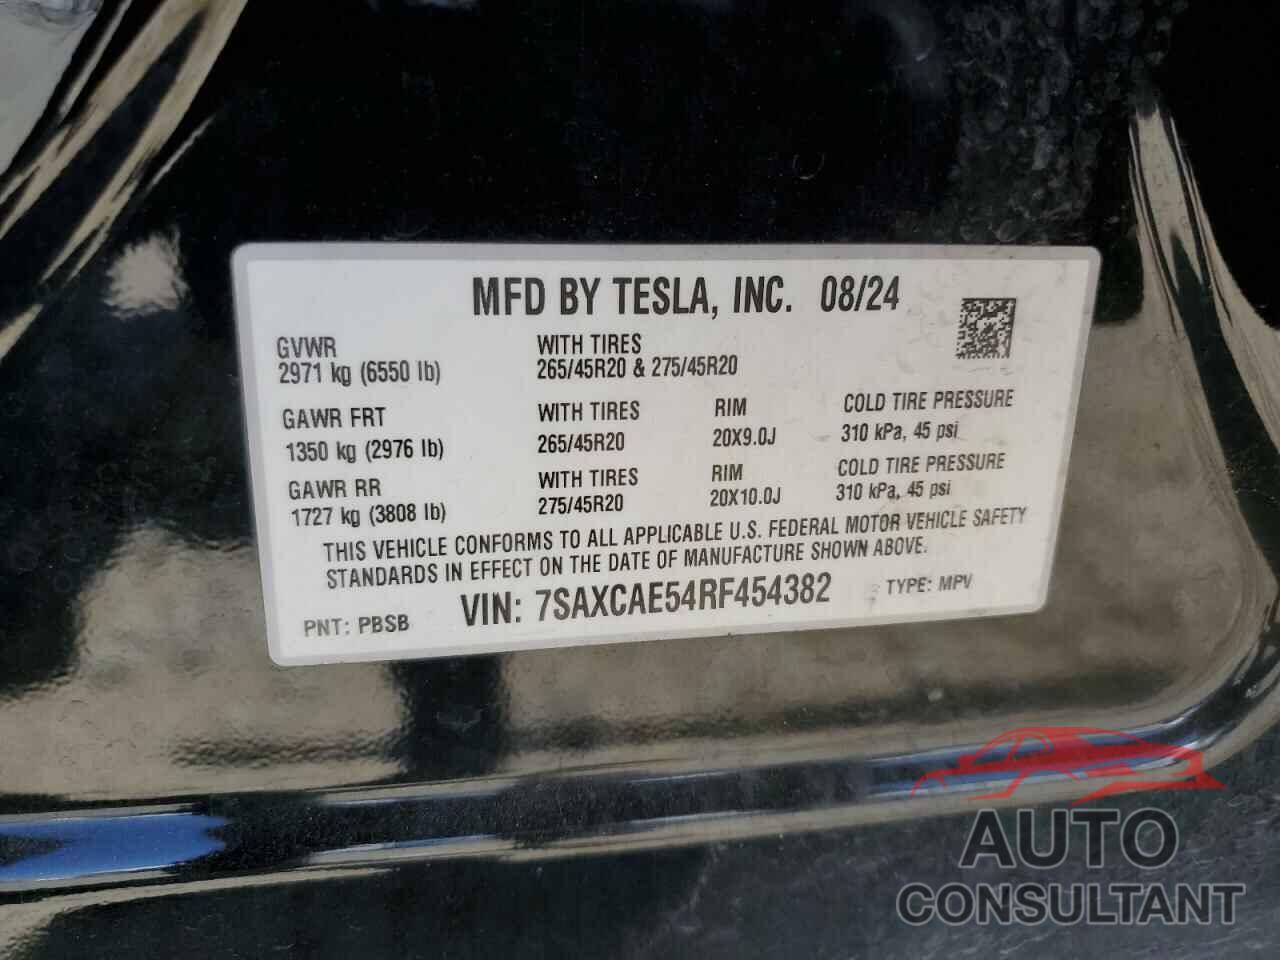 MFD BY TESLA, INC. 08/24
GVWR WITH TIRES
2971 kg (6550 lb) 265/45R20 & 275/45R20
GAWR FRT WITH TIRES RIM COLD TIRE PRESSURE
1350 kg (2976 lb) 265/45R20 20X9.0J 310 kPa, 45 psi
GAWR RR WITH TIRES RIM COLD TIRE PRESSURE
1727 kg (3808 lb) 275/45R20 20X10.0J 310 kPa, 45 psi
THIS VEHICLE CONFORMS TO ALL APPLICABLE U.S. FEDERAL MOTOR VEHICLE SAFETY
STANDARDS IN EFFECT ON THE DATE OF MANUFACTURE SHOWN ABOVE.
PNT: PBSB VIN: 7SAXCAE54RF454382 TYPE: MPV
AUTO
CONSULTANT